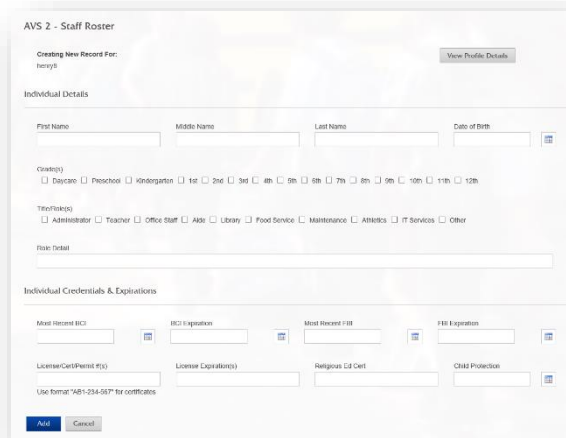 AVS 2 - Staff Roster
Creating New Record For:
henry8
View Profile Details
Individual Details
First Name Middle Name Last Name Date of Birth
Grade(s)
Daycare Preschool Kindergarten 1st 2nd 3rd 4th 5th 6th 7th 8th 9th 10th 11th 12th
Title/Role(s)
Administrator Teacher Office Staff Aide Library Food Service Maintenance Athletics IT Services Other
Role Detail
Individual Credentials & Expirations
Most Recent BCI BCI Expiration Most Recent FBI FBI Expiration
License/Cert/Permit #(s) License Expiration(s) Religious Ed Cert Child Protection
Use format "AB1-234-567" for certificates
Add Cancel